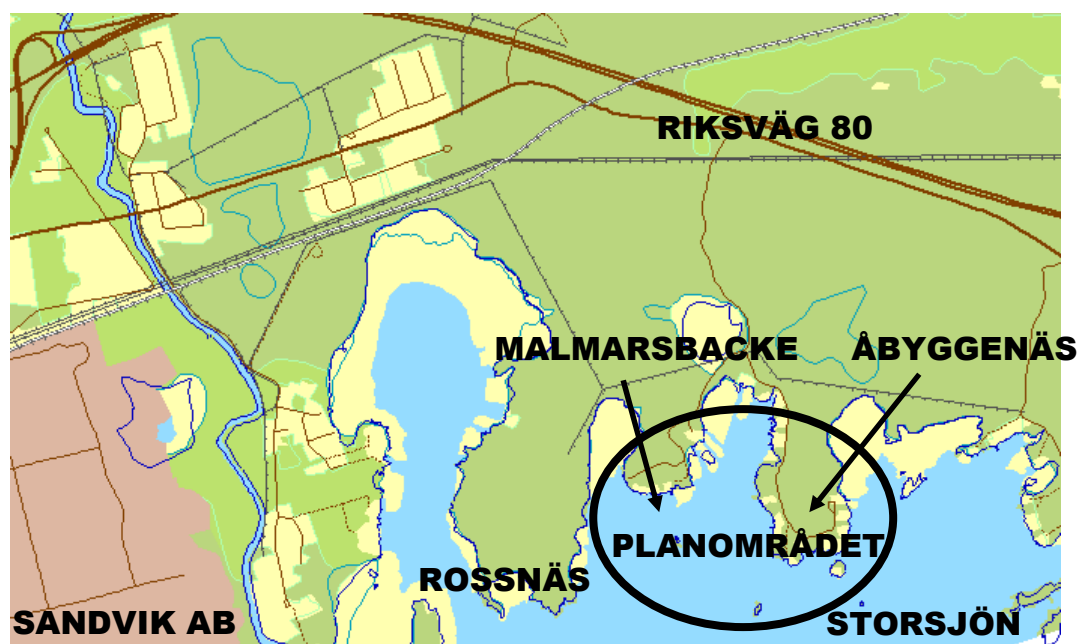 RIKSVÄG 80
MALMARSBACKE
ÅBYGGENÄS
PLANOMRÅDET
ROSSNÄS
SANDVIK AB
STORSJÖN